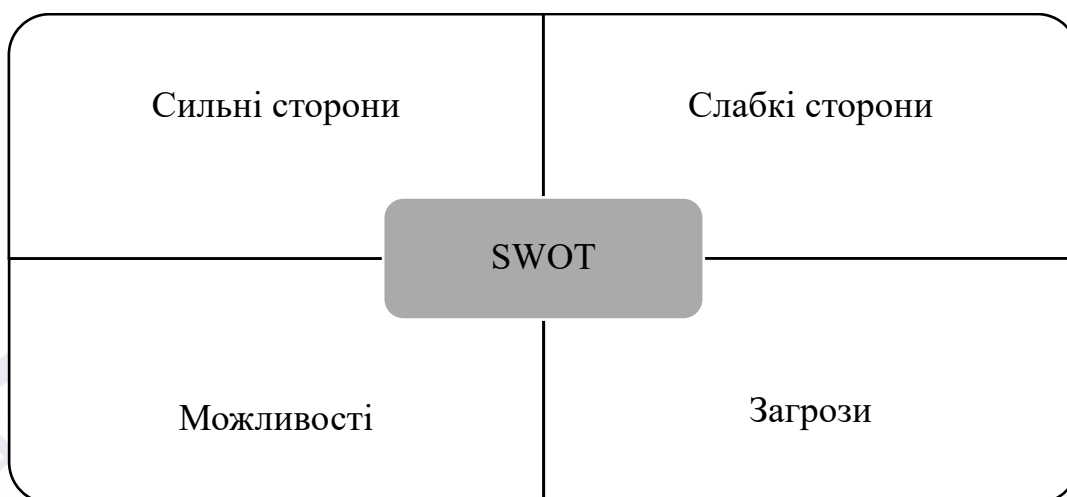 Сильні сторони
Слабкі сторони
SWOT
Можливості
Загрози